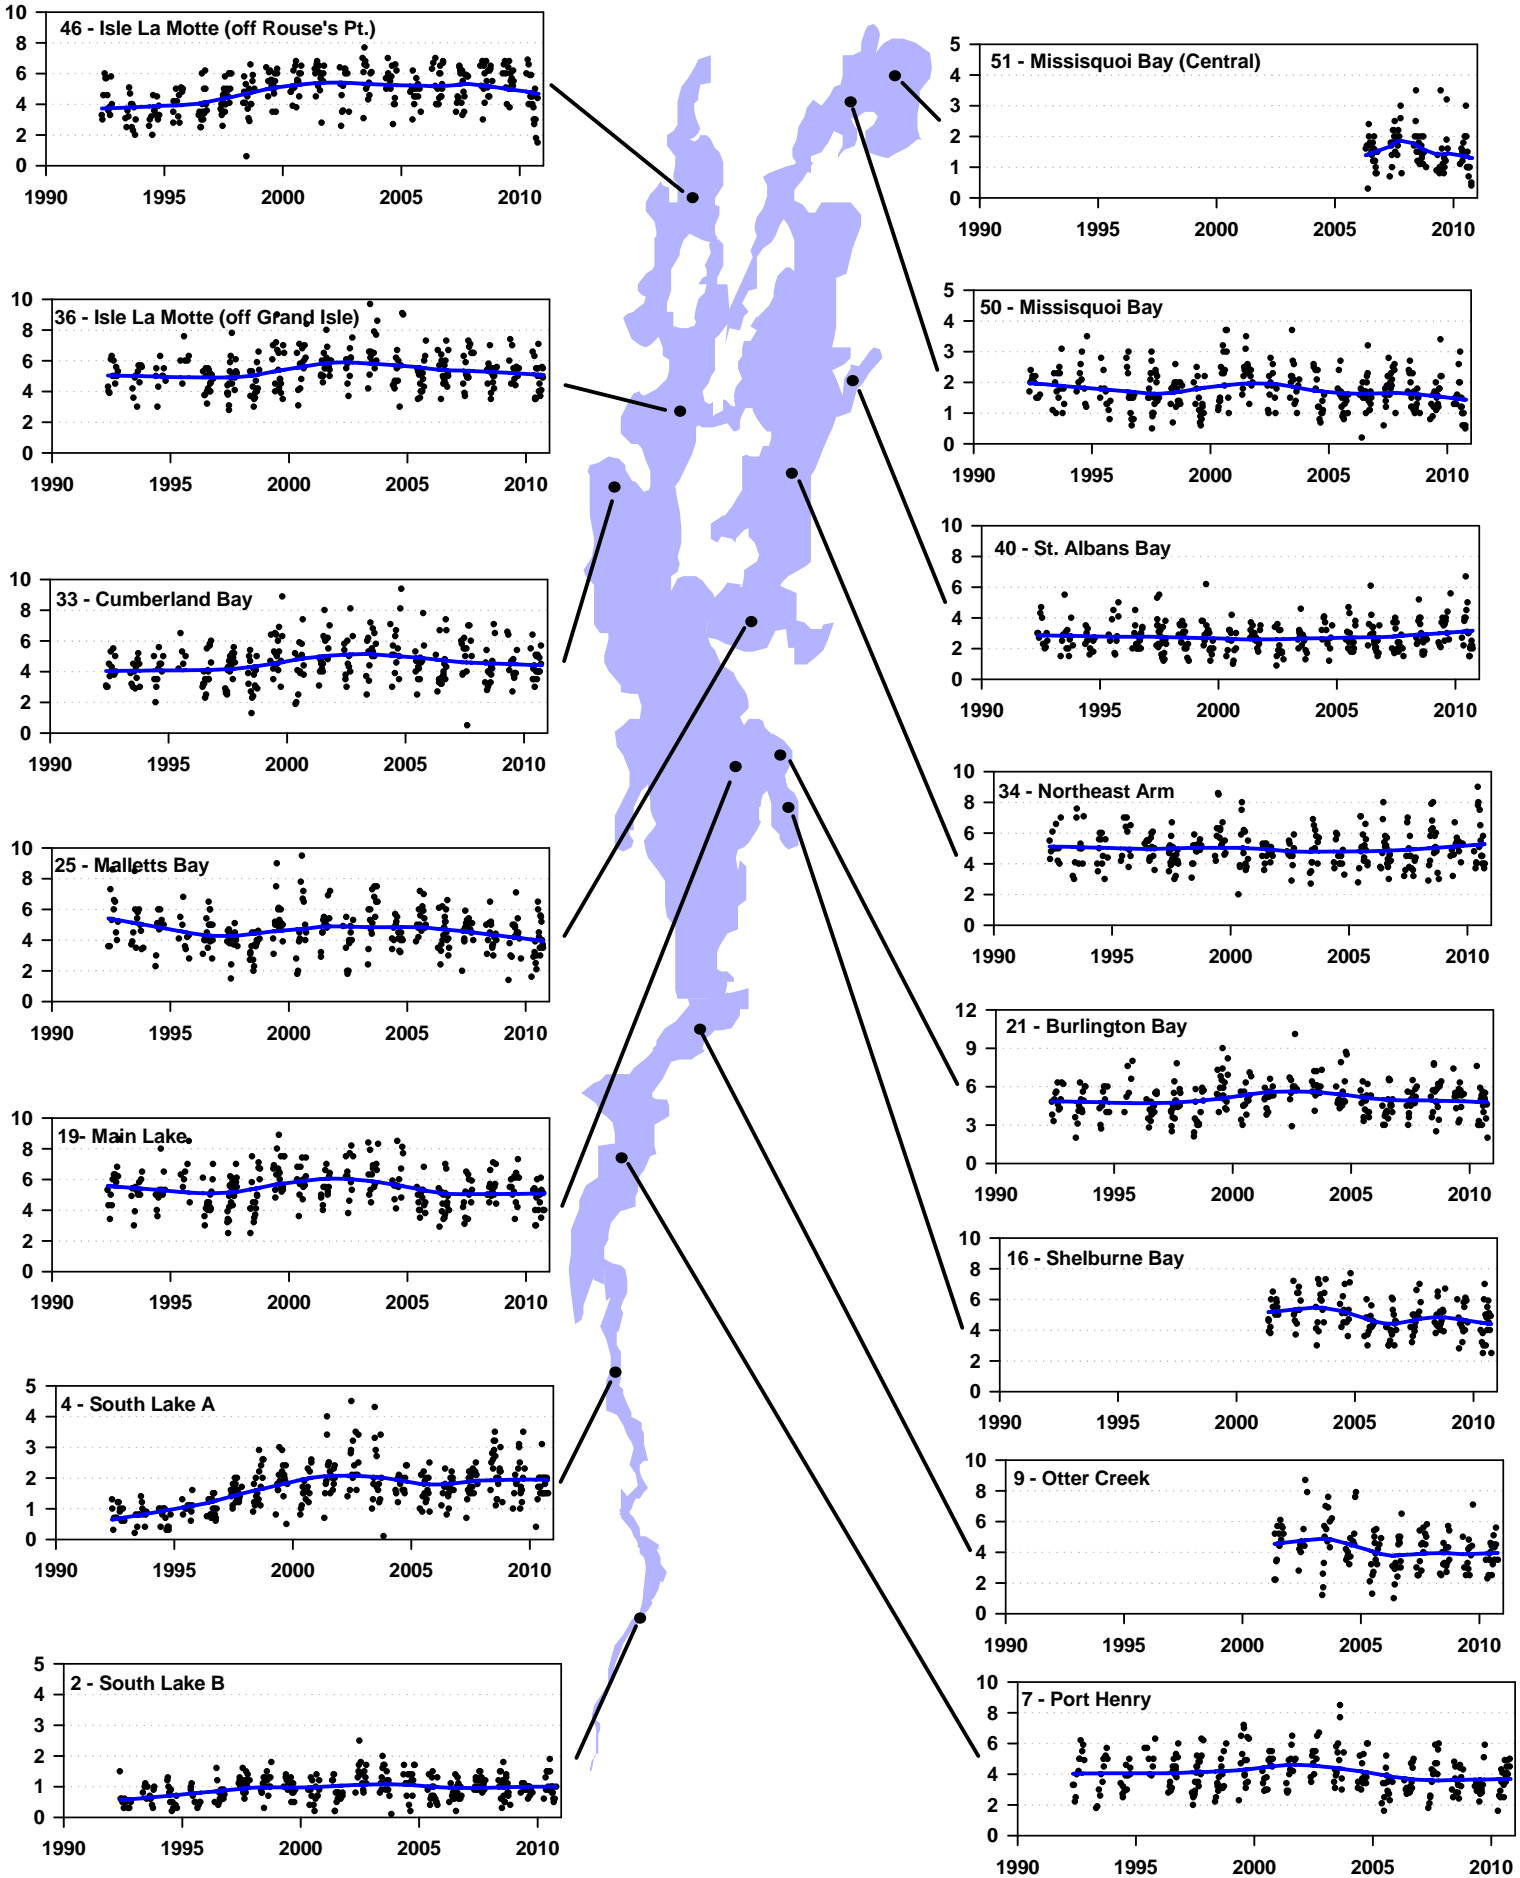 46 - Isle La Motte (off Rouse's Pt.)
10
8
6
4
2
0
1990 1995 2000 2005 2010
51 - Missisquoi Bay (Central)
5
4
3
2
1
0
1990 1995 2000 2005 2010
36 - Isle La Motte (off Grand Isle)
10
8
6
4
2
0
1990 1995 2000 2005 2010
50 - Missisquoi Bay
5
4
3
2
1
0
1990 1995 2000 2005 2010
33 - Cumberland Bay
10
8
6
4
2
0
1990 1995 2000 2005 2010
40 - St. Albans Bay
10
8
6
4
2
0
1990 1995 2000 2005 2010
25 - Malletts Bay
10
8
6
4
2
0
1990 1995 2000 2005 2010
34 - Northeast Arm
10
8
6
4
2
0
1990 1995 2000 2005 2010
19- Main Lake
10
8
6
4
2
0
1990 1995 2000 2005 2010
21 - Burlington Bay
12
9
6
3
0
1990 1995 2000 2005 2010
16 - Shelburne Bay
10
8
6
4
2
0
1990 1995 2000 2005 2010
4 - South Lake A
5
4
3
2
1
0
1990 1995 2000 2005 2010
9 - Otter Creek
10
8
6
4
2
0
1990 1995 2000 2005 2010
2 - South Lake B
5
4
3
2
1
0
1990 1995 2000 2005 2010
7 - Port Henry
10
8
6
4
2
0
1990 1995 2000 2005 2010